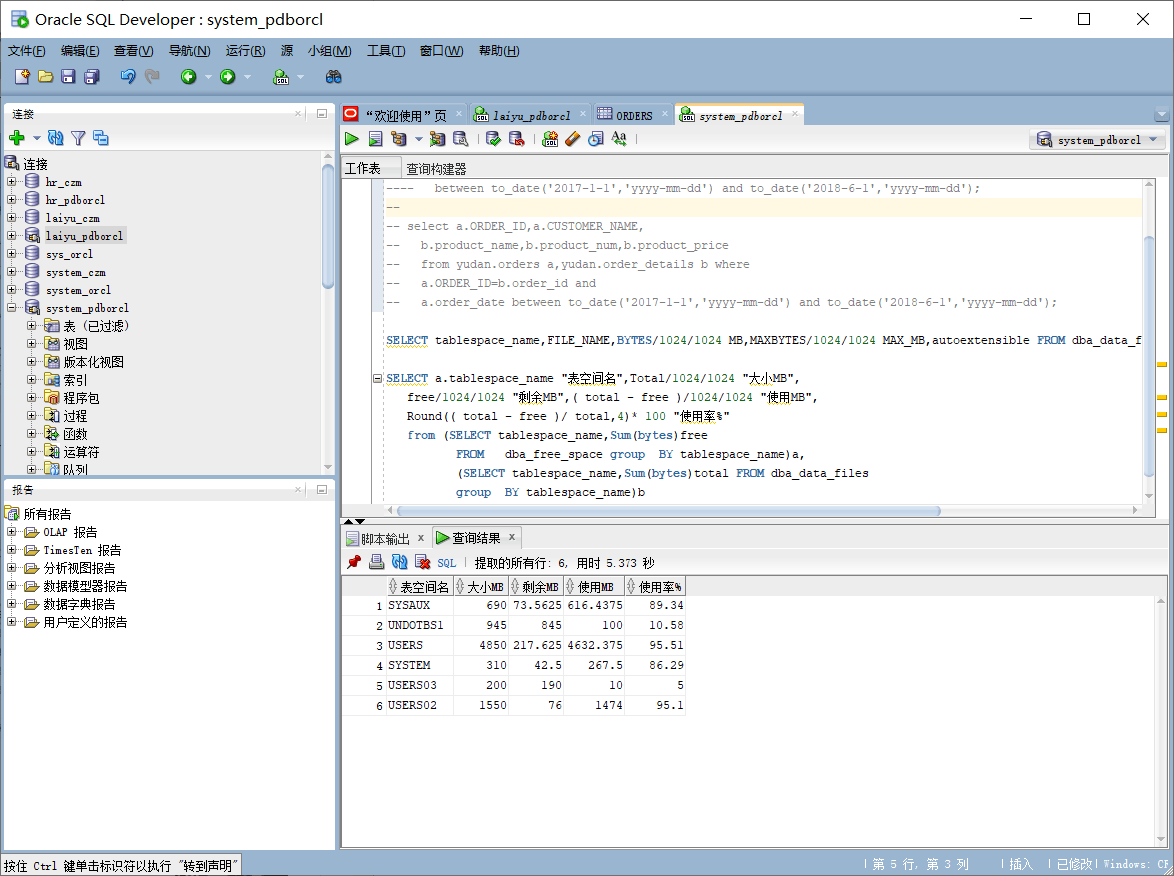 Oracle SQL Developer : system_pdborcl
文件(F) 编辑(E) 查看(V) 导航(N) 运行(R) 源 小组(M) 工具(T) 窗口(W) 帮助(H)
连接
连接
hr_czm
hr_pdborcl
laiyu_czm
laiyu_pdborcl
sys_orcl
system_czm
system_orcl
system_pdborcl
表 (已过滤)
视图
版本化视图
索引
程序包
过程
函数
运算符
队列
报告
所有报告
OLAP 报告
TimesTen 报告
分析视图报告
数据模型器报告
数据字典报告
用户定义的报告
“欢迎使用”页 laiyu_pdborcl ORDERS system_pdborcl
system_pdborcl
工作表 查询构建器
---- between to_date('2017-1-1','yyyy-mm-dd') and to_date('2018-6-1','yyyy-mm-dd');
--
-- select a.ORDER_ID,a.CUSTOMER_NAME,
-- b.product_name,b.product_num,b.product_price
-- from yudan.orders a,yudan.order_details b where
-- a.ORDER_ID=b.order_id and
-- a.order_date between to_date('2017-1-1','yyyy-mm-dd') and to_date('2018-6-1','yyyy-mm-dd');
SELECT tablespace_name,FILE_NAME,BYTES/1024/1024 MB,MAXBYTES/1024/1024 MAX_MB,autoextensible FROM dba_data_f
SELECT a.tablespace_name "表空间名",Total/1024/1024 "大小MB",
free/1024/1024 "剩余MB",( total - free )/1024/1024 "使用MB",
Round(( total - free )/ total,4)* 100 "使用率%"
from (SELECT tablespace_name,Sum(bytes)free
FROM dba_free_space group BY tablespace_name)a,
(SELECT tablespace_name,Sum(bytes)total FROM dba_data_files
group BY tablespace_name)b
脚本输出 x 查询结果 x
SQL | 提取的所有行: 6, 用时 5.373 秒
表空间名 大小MB 剩余MB 使用MB 使用率%
1 SYSAUX 690 73.5625 616.4375 89.34
2 UNDOTBS1 945 845 100 10.58
3 USERS 4850 217.625 4632.375 95.51
4 SYSTEM 310 42.5 267.5 86.29
5 USERS03 200 190 10 5
6 USERS02 1550 76 1474 95.1
按住 Ctrl 键单击标识符以执行 "转到声明"
第 5 行, 第 3 列 | 插入 | 已修改 | Windows: CR